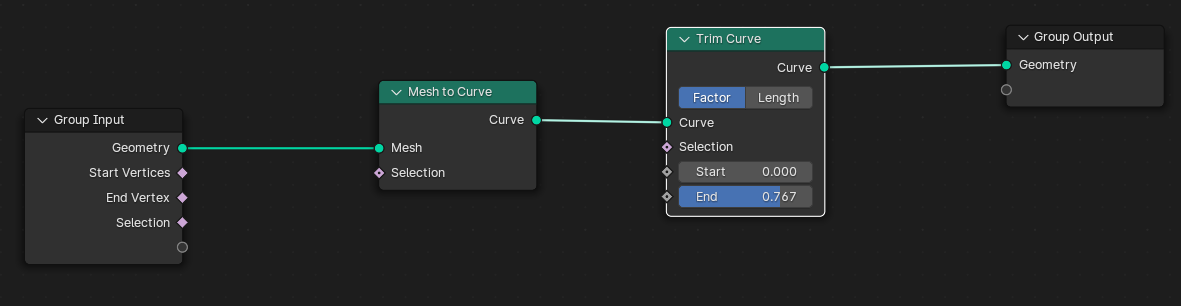 Group Input
Geometry
Start Vertices
End Vertex
Selection
Mesh to Curve
Curve
Mesh
Selection
Trim Curve
Curve
Factor Length
Curve
Selection
Start 0.000
End 0.767
Group Output
Geometry